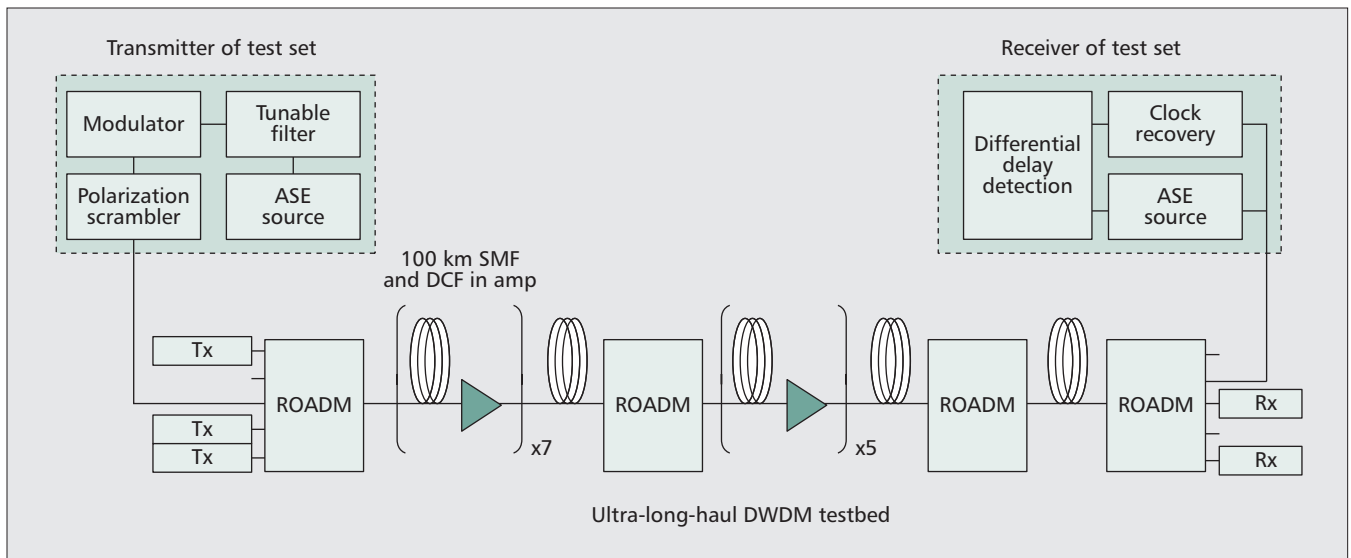 Transmitter of test set
Receiver of test set
Modulator
Tunable
filter
Polarization
scrambler
ASE
source
Differential
delay
detection
Clock
recovery
ASE
source
100 km SMF
and DCF in amp
Tx
Tx
Tx
ROADM
x7
ROADM
x5
ROADM
ROADM
Rx
Rx
Ultra-long-haul DWDM testbed